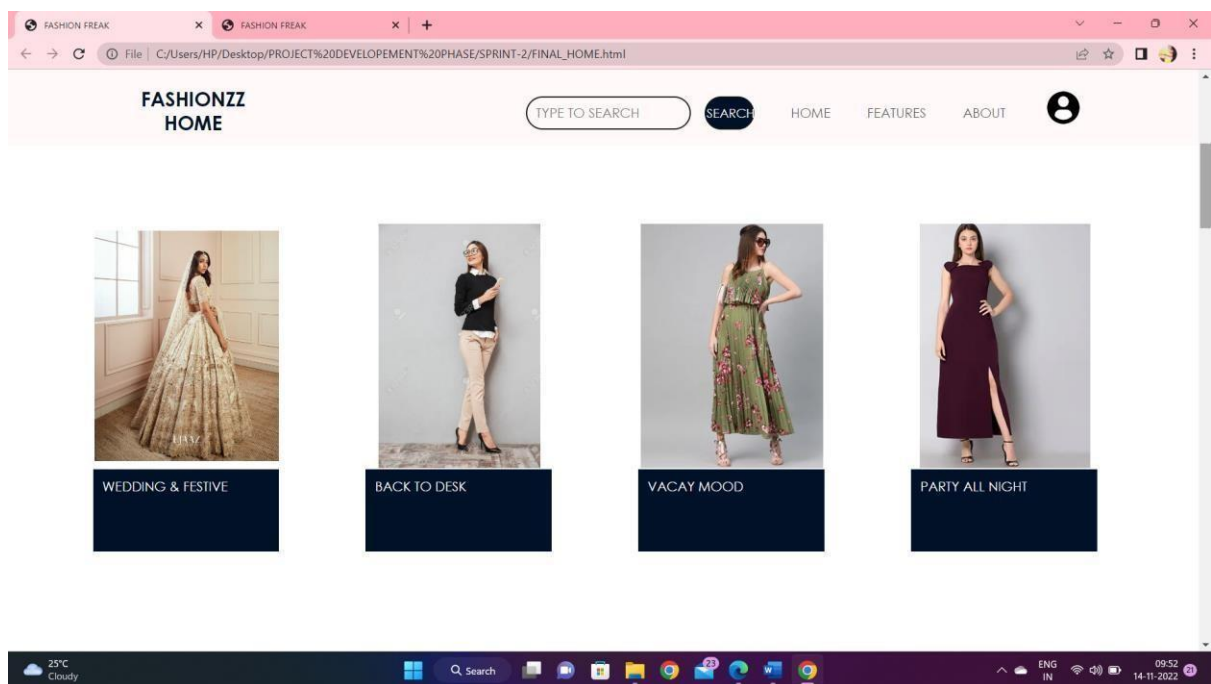 FASHION FREAK
FASHION FREAK
File C:/Users/HP/Desktop/PROJECT%20DEVELOPEMENT%20PHASE/SPRINT-2/FINAL_HOME.html
FASHIONZZ
HOME
TYPE TO SEARCH
SEARCH
HOME
FEATURES
ABOUT
WEDDING & FESTIVE
BACK TO DESK
VACAY MOOD
PARTY ALL NIGHT
25°C
Cloudy
Search
23
ENG
IN
09:52
14-11-2022
21